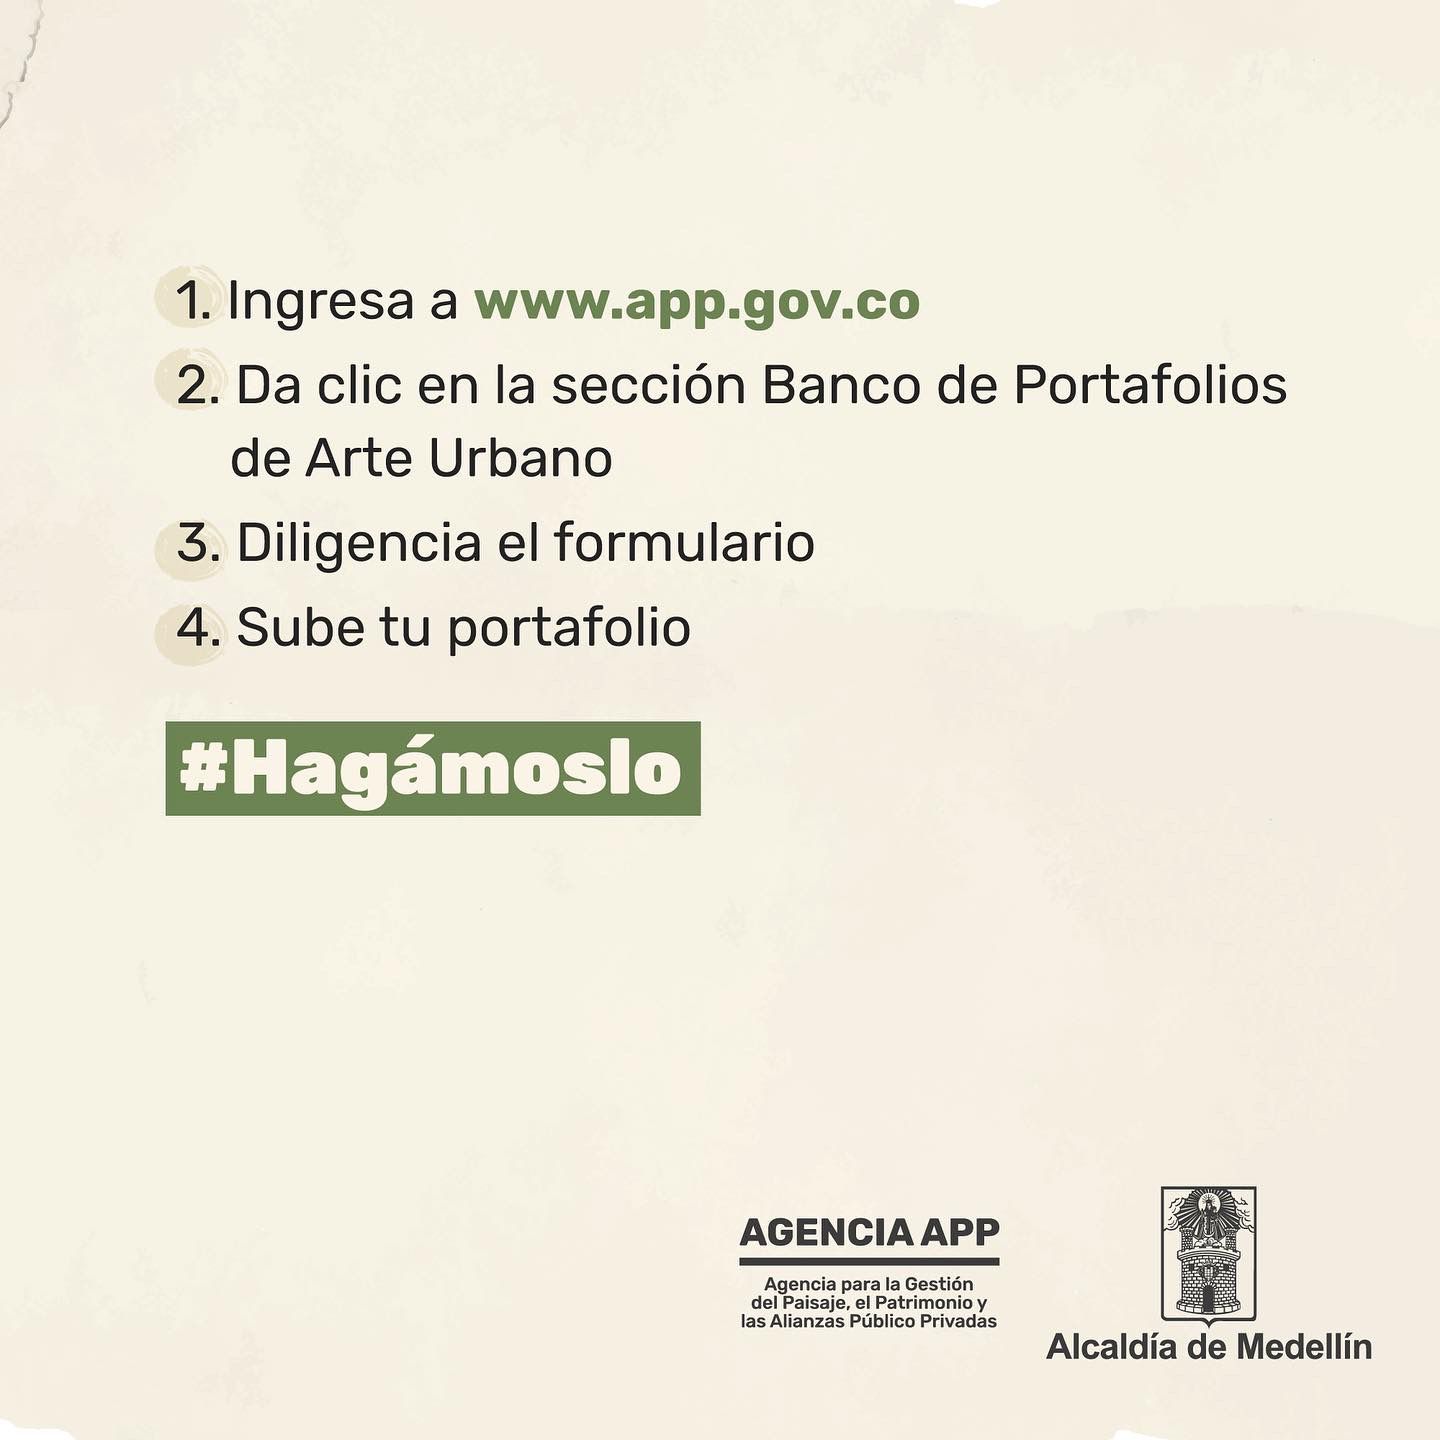 1. Ingresa a www.app.gov.co
2. Da clic en la sección Banco de Portafolios
de Arte Urbano
3. Diligencia el formulario
4. Sube tu portafolio
#Hagámoslo
AGENCIA APP
Agencia para la Gestión
del Paisaje, el Patrimonio y
las Alianzas Público Privadas
Alcaldía de Medellín